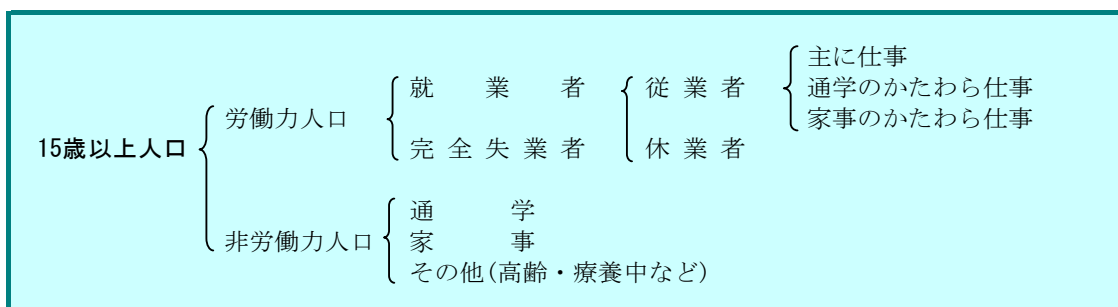 主に仕事
就業者 従業者 通学のかたわら仕事
労働力人口 家事のかたわら仕事
15歳以上人口 完全失業者 休業者
通学
非労働力人口 家事
その他(高齢・療養中など)